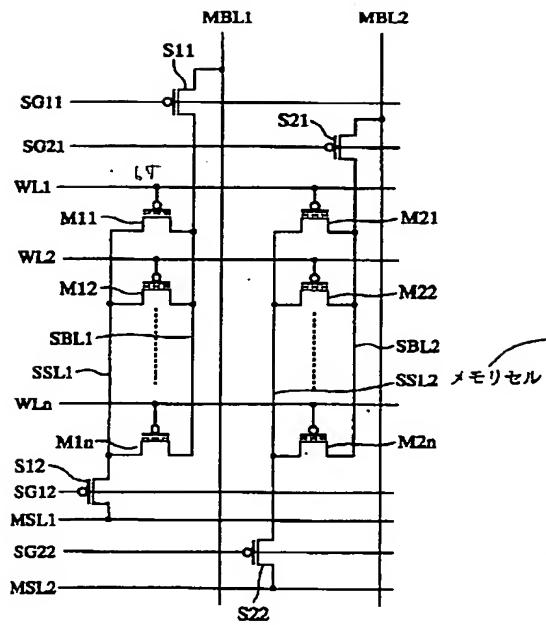 MBL1 MBL2
S11
SG11
S21
SG21
WL1
M11 M21
WL2
M12 M22
SBL1 SBL2
SSL1 SSL2 メモリセル
WLn
M1n M2n
S12
SG12
MSL1
SG22
MSL2
S22